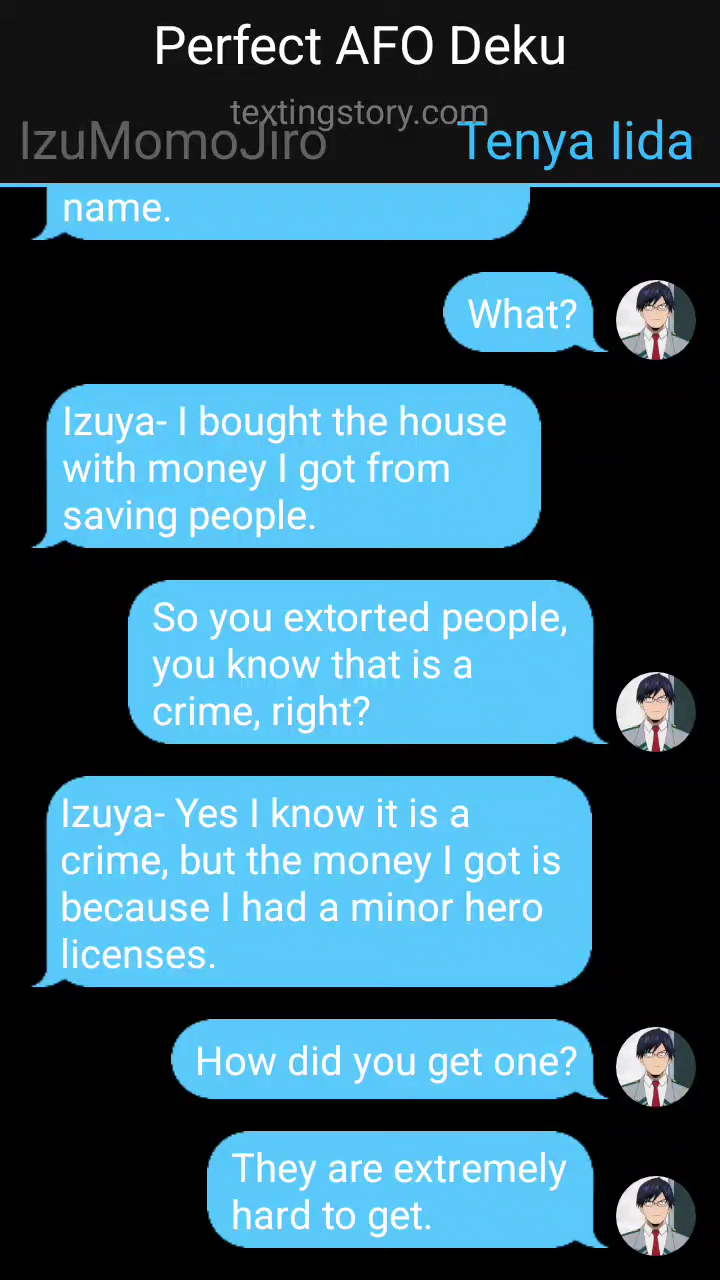 Perfect AFO Deku
textingstory.com
IzuMomoJiro
Tenya Iida
name.
What?
Izuya- I bought the house
with money I got from
saving people.
So you extorted people,
you know that is a
crime, right?
Izuya- Yes I know it is a
crime, but the money I got is
because I had a minor hero
licenses.
How did you get one?
They are extremely
hard to get.